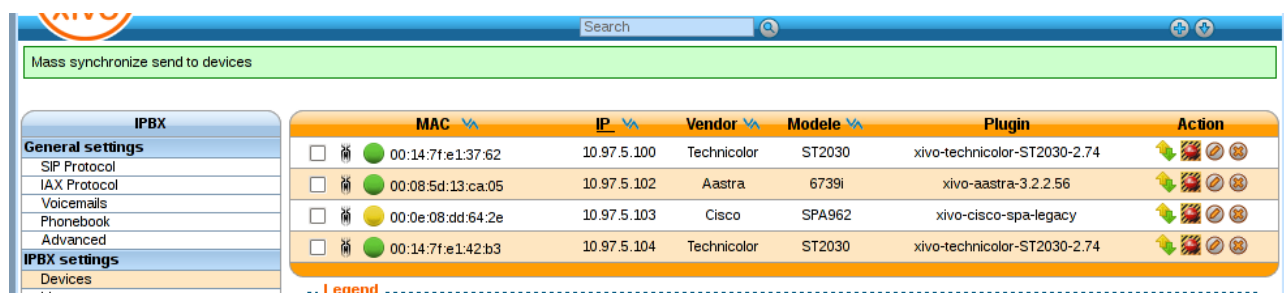 XIVO
Search
Mass synchronize send to devices
IPBX
General settings
SIP Protocol
IAX Protocol
Voicemails
Phonebook
Advanced
IPBX settings
Devices
MAC IP Vendor Modele Plugin Action
00:14:7f:e1:37:62 10.97.5.100 Technicolor ST2030 xivo-technicolor-ST2030-2.74
00:08:5d:13:ca:05 10.97.5.102 Aastra 6739i xivo-aastra-3.2.2.56
00:0e:08:dd:64:2e 10.97.5.103 Cisco SPA962 xivo-cisco-spa-legacy
00:14:7f:e1:42:b3 10.97.5.104 Technicolor ST2030 xivo-technicolor-ST2030-2.74
Legend